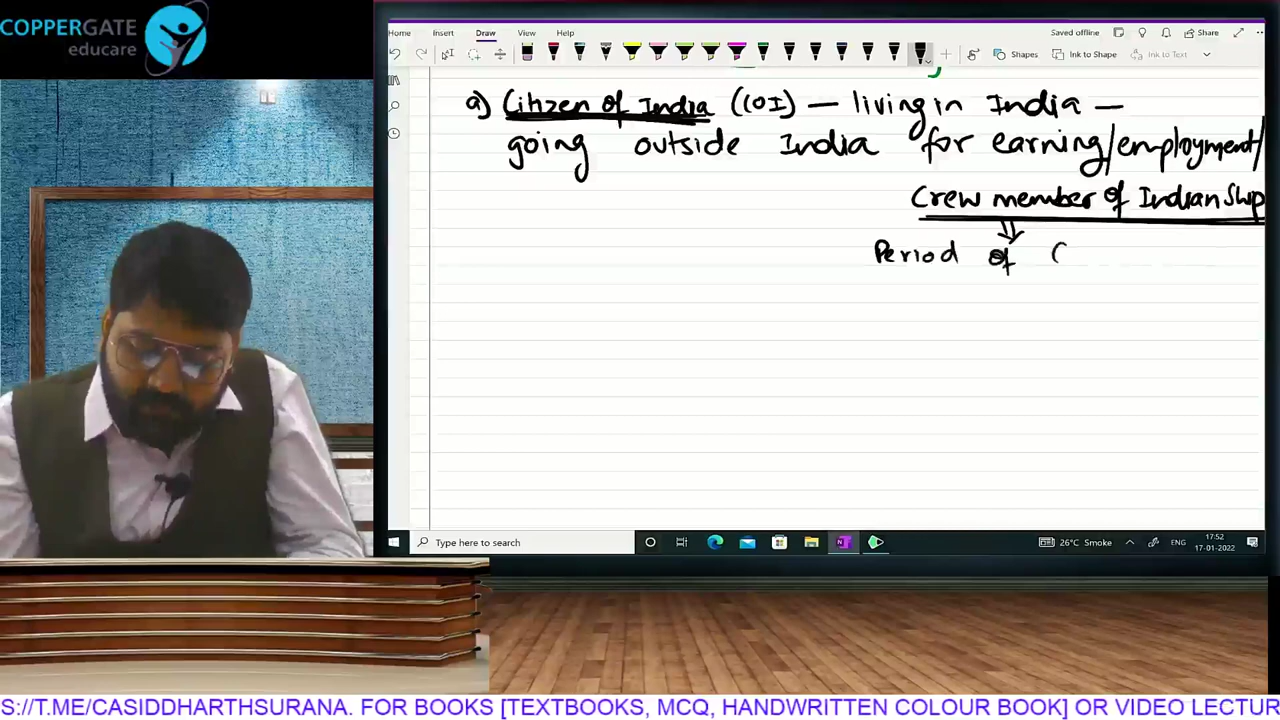 COPPERGATE
educare
Home Insert Draw View Help
Saved offline
Share
Shapes
Ink to Shape
Ink to Text
a) Citizen of India (COI) — living in India —
going outside India for earning/employment/
Crew member of Indian Ship
⇓
Period of (
Type here to search
26°C Smoke
ENG
17:52
17-01-2022
S://T.ME/CASIDDHARTHSURANA. FOR BOOKS [TEXTBOOKS, MCQ, HANDWRITTEN COLOUR BOOK] OR VIDEO LECTUR